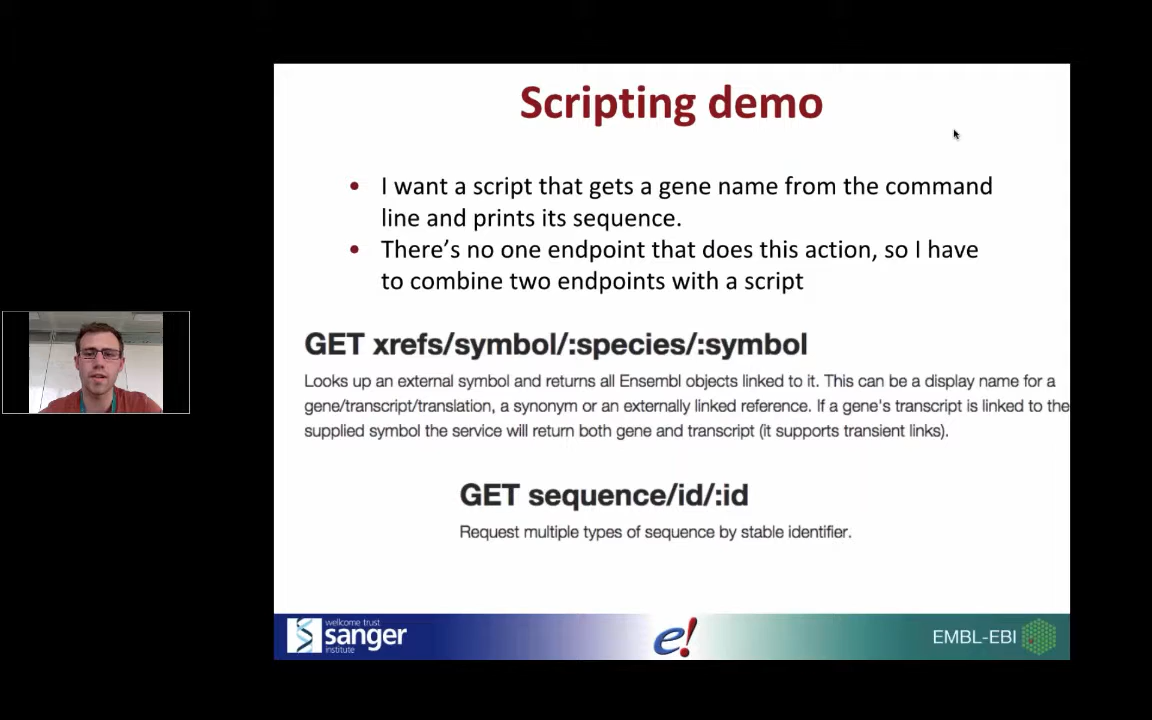 Scripting demo
• I want a script that gets a gene name from the command
line and prints its sequence.
• There's no one endpoint that does this action, so I have
to combine two endpoints with a script
GET xrefs/symbol/:species/:symbol
Looks up an external symbol and returns all Ensembl objects linked to it. This can be a display name for a
gene/transcript/translation, a synonym or an externally linked reference. If a gene's transcript is linked to the
supplied symbol the service will return both gene and transcript (it supports transient links).
GET sequence/id/:id
Request multiple types of sequence by stable identifier.
wellcome trust
sanger
institute
e!
EMBL-EBI